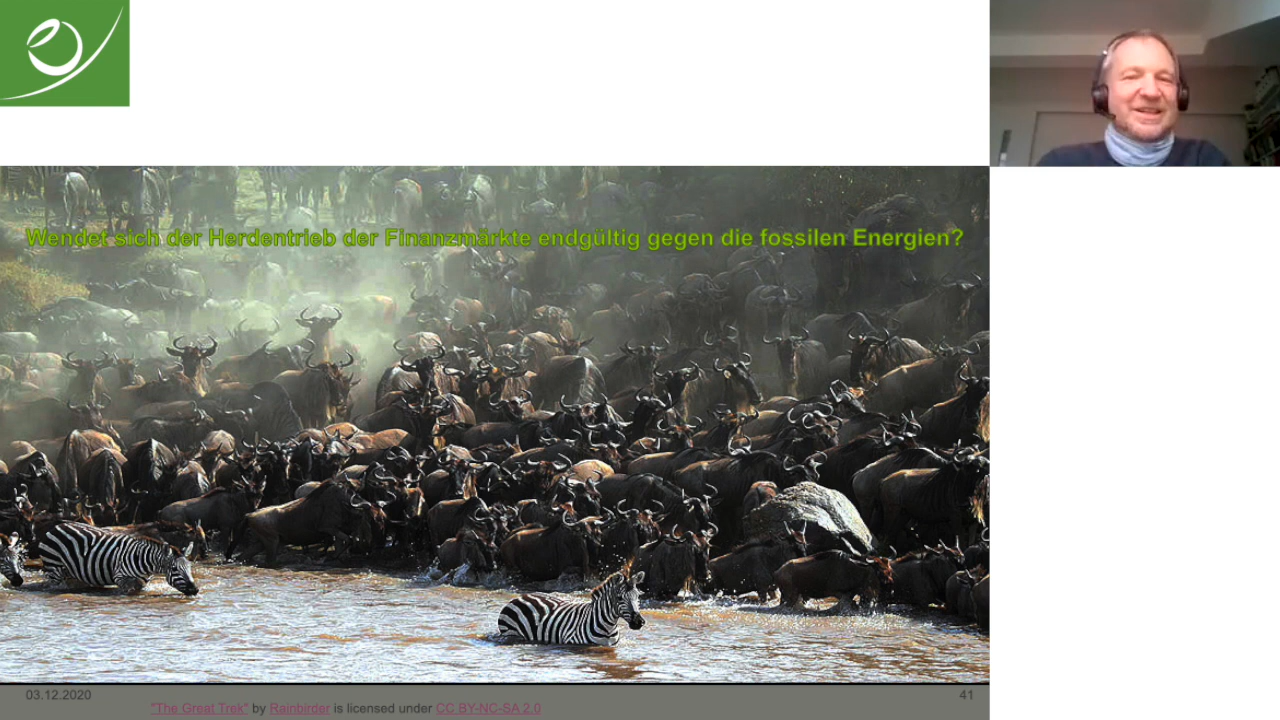 Wendet sich der Herdentrieb der Finanzmärkte endgültig gegen die fossilen Energien?
03.12.2020
41
"The Great Trek" by Rainbirder is licensed under CC BY-NC-SA 2.0